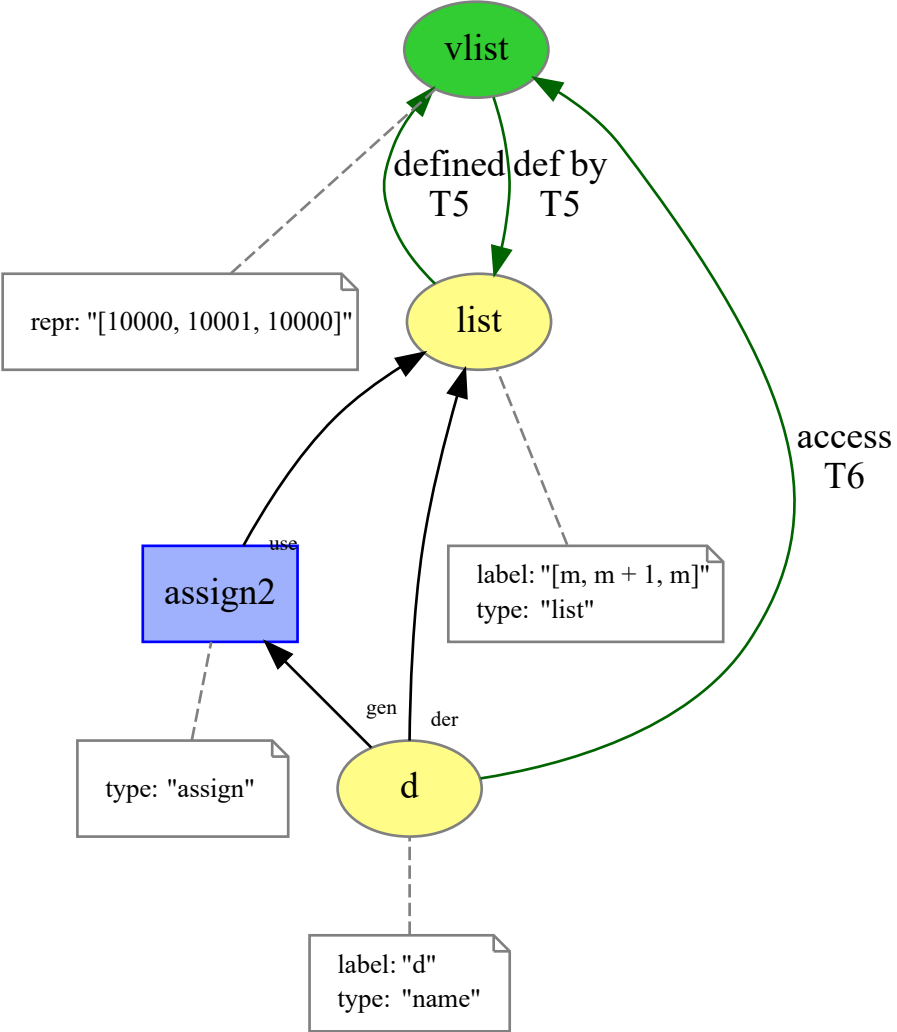 vlist
defined
T5
def by
T5
repr: "[10000, 10001, 10000]"
list
access
T6
use
assign2
label: "[m, m + 1, m]"
type: "list"
gen
der
type: "assign"
d
label: "d"
type: "name"